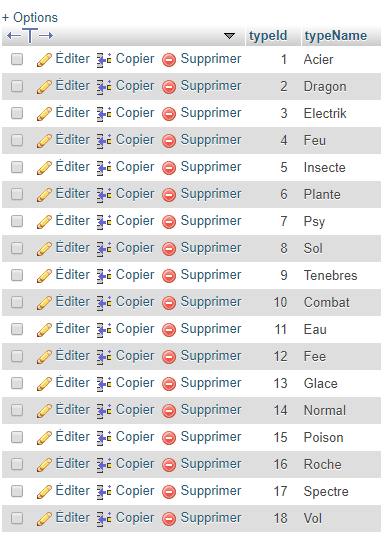 + Options
typeId typeName
Éditer Copier Supprimer 1 Acier
Éditer Copier Supprimer 2 Dragon
Éditer Copier Supprimer 3 Electrik
Éditer Copier Supprimer 4 Feu
Éditer Copier Supprimer 5 Insecte
Éditer Copier Supprimer 6 Plante
Éditer Copier Supprimer 7 Psy
Éditer Copier Supprimer 8 Sol
Éditer Copier Supprimer 9 Tenebres
Éditer Copier Supprimer 10 Combat
Éditer Copier Supprimer 11 Eau
Éditer Copier Supprimer 12 Fee
Éditer Copier Supprimer 13 Glace
Éditer Copier Supprimer 14 Normal
Éditer Copier Supprimer 15 Poison
Éditer Copier Supprimer 16 Roche
Éditer Copier Supprimer 17 Spectre
Éditer Copier Supprimer 18 Vol